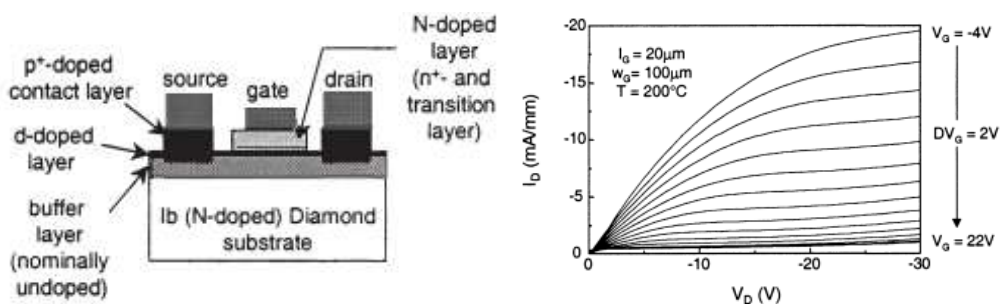 N-doped
layer
(n⁺- and
transition
layer)
p⁺-doped
contact layer
source
gate
drain
d-doped
layer
buffer
layer
(nominally
undoped)
Ib (N-doped) Diamond
substrate
-20
-15
-10
-5
0
0
-10
-20
-30
I_D (mA/mm)
V_D (V)
I_G = 20μm
w_G = 100μm
T = 200°C
V_G = -4V
DV_G = 2V
V_G = 22V